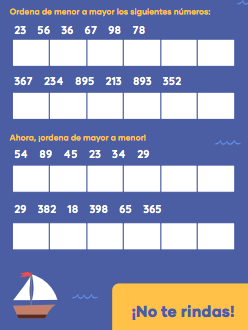 Ordena de menor a mayor los siguientes números:
23 56 36 67 98 78
367 234 895 213 893 352
Ahora, ¡ordena de mayor a menor!
54 89 45 23 34 29
29 382 18 398 65 365
¡No te rindas!